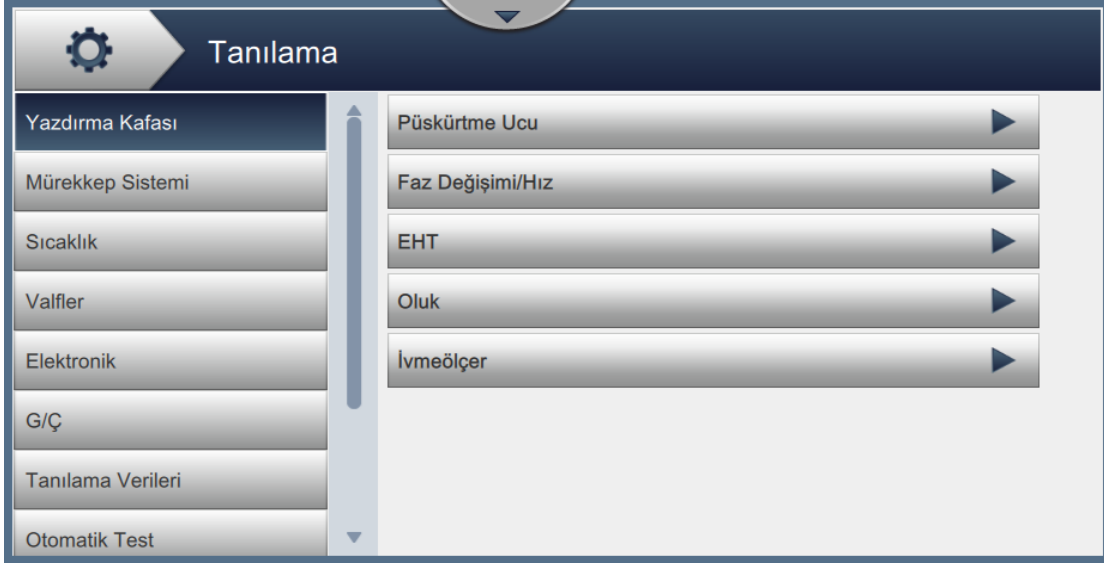 Tanılama
Yazdırma Kafası
Mürekkep Sistemi
Sıcaklık
Valfler
Elektronik
G/Ç
Tanılama Verileri
Otomatik Test
Püskürtme Ucu
Faz Değişimi/Hız
EHT
Oluk
İvmeölçer